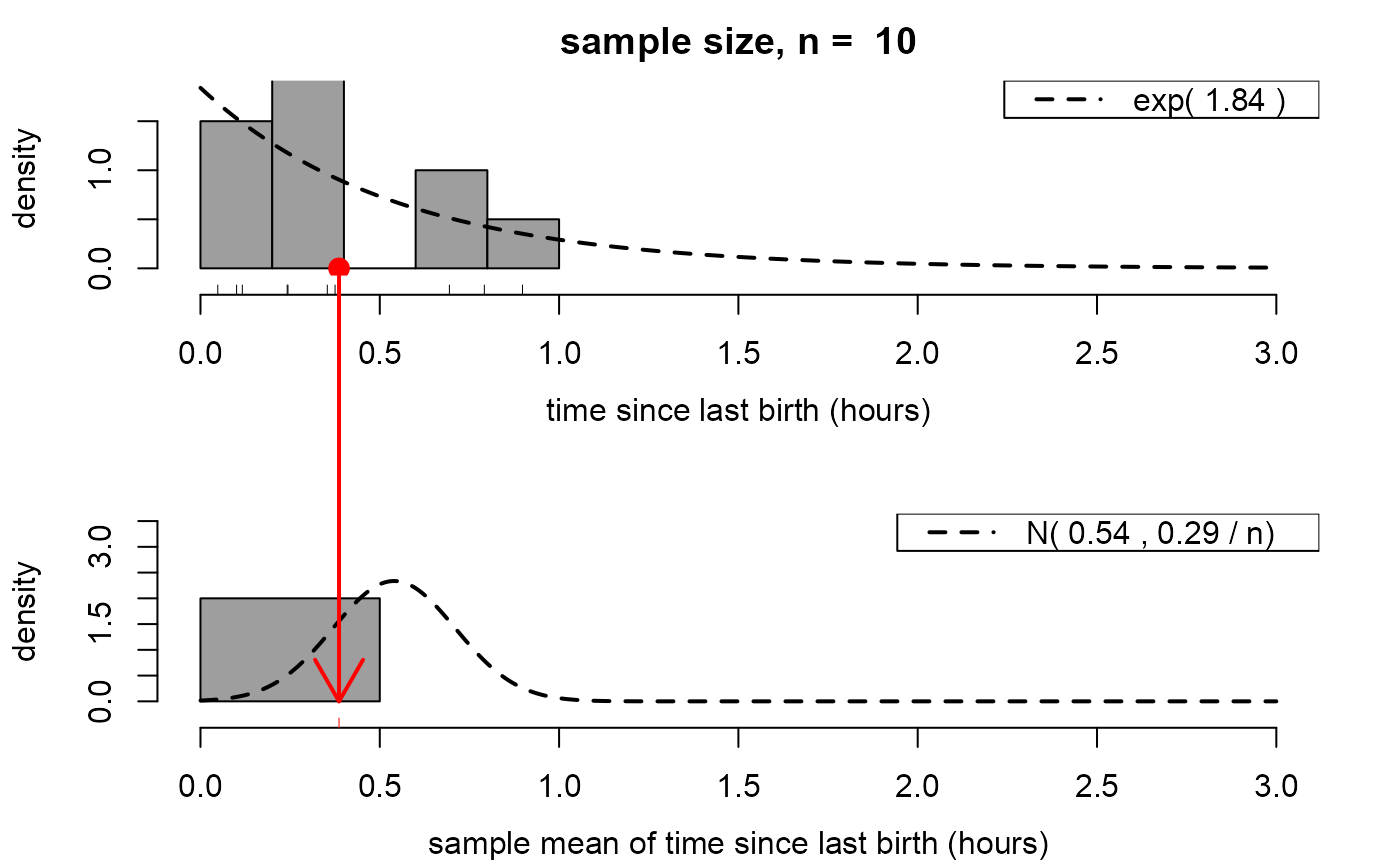 sample size, n =  10
density
1.0
0.0
exp( 1.84 )
0.0 0.5 1.0 1.5 2.0 2.5 3.0
time since last birth (hours)
density
3.0
1.5
0.0
N( 0.54 , 0.29 / n)
0.0 0.5 1.0 1.5 2.0 2.5 3.0
sample mean of time since last birth (hours)